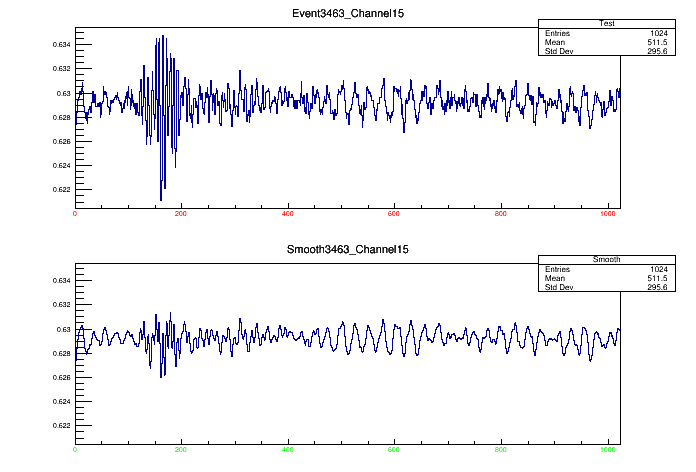 Event3463_Channel15
Test
Entries 1024
Mean 511.5
Std Dev 295.6
0.634
0.632
0.63
0.628
0.626
0.624
0.622
0 200 400 600 800 1000
Smooth3463_Channel15
Smooth
Entries 1024
Mean 511.5
Std Dev 295.6
0.634
0.632
0.63
0.628
0.626
0.624
0.622
0 200 400 600 800 1000